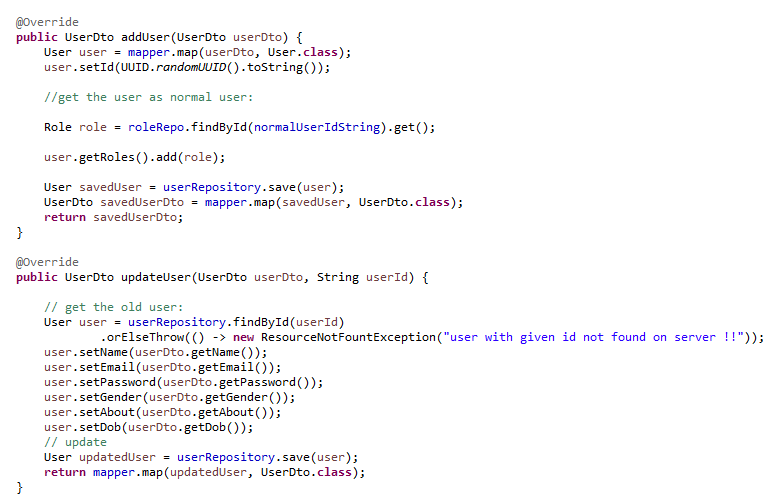 @Override
public UserDto addUser(UserDto userDto) {
    User user = mapper.map(userDto, User.class);
    user.setId(UUID.randomUUID().toString());

    //get the user as normal user:

    Role role = roleRepo.findById(normalUserIdString).get();

    user.getRoles().add(role);

    User savedUser = userRepository.save(user);
    UserDto savedUserDto = mapper.map(savedUser, UserDto.class);
    return savedUserDto;
}

@Override
public UserDto updateUser(UserDto userDto, String userId) {

    // get the old user:
    User user = userRepository.findById(userId)
            .orElseThrow(() -> new ResourceNotFountException("user with given id not found on server !!"));
    user.setName(userDto.getName());
    user.setEmail(userDto.getEmail());
    user.setPassword(userDto.getPassword());
    user.setGender(userDto.getGender());
    user.setAbout(userDto.getAbout());
    user.setDob(userDto.getDob());
    // update
    User updatedUser = userRepository.save(user);
    return mapper.map(updatedUser, UserDto.class);
}